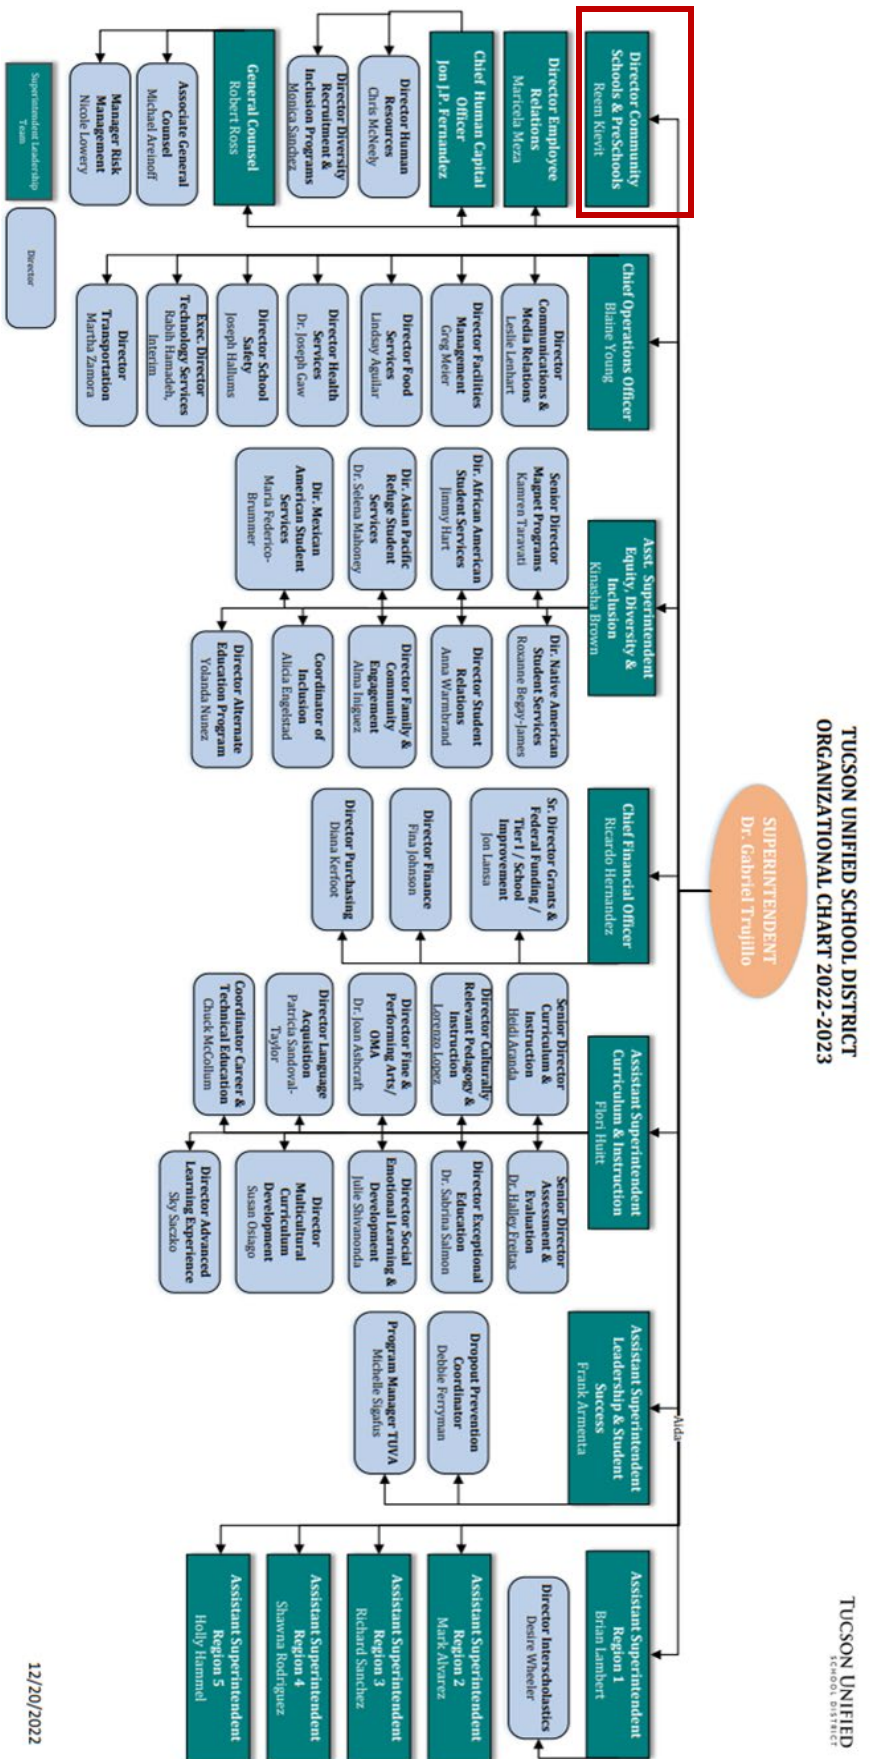 TUCSON UNIFIED SCHOOL DISTRICT
ORGANIZATIONAL CHART 2022-2023
TUCSON UNIFIED
SCHOOL DISTRICT
SUPERINTENDENT
Dr. Gabriel Trujillo
Aida
Director Community
Schools & PreSchools
Reem Kievit
Director Employee
Relations
Maricela Meza
Chief Human Capital
Officer
Jon J.P. Fernandez
Director Human
Resources
Chris McNeely
Director Diversity
Recruitment &
Inclusion Programs
Monica Sanchez
General Counsel
Robert Ross
Associate General
Counsel
Michael Areinoff
Manager Risk
Management
Nicole Lowery
Chief Operations Officer
Blaine Young
Director
Communications &
Media Relations
Leslie Lenhart
Director Facilities
Management
Greg Meier
Director Food
Services
Lindsay Aguilar
Director Health
Services
Dr. Joseph Gaw
Director School
Safety
Joseph Hallums
Exec. Director
Technology Services
Rabih Hamadeh,
Interim
Director
Transportation
Martha Zamora
Asst. Superintendent
Equity, Diversity &
Inclusion
Kinasha Brown
Senior Director
Magnet Programs
Kamren Taravati
Dir. African American
Student Services
Jimmy Hart
Dir. Asian Pacific
Refuge Student
Services
Dr. Selena Mahoney
Dir. Mexican
American Student
Services
Maria Federico-
Brummer
Dir. Native American
Student Services
Roxanne Begay-James
Director Student
Relations
Anna Warmbrand
Director Family &
Community
Engagement
Alma Iniguez
Coordinator of
Inclusion
Alicia Engelstad
Director Alternate
Education Program
Yolanda Nunez
Chief Financial Officer
Ricardo Hernandez
Sr. Director Grants &
Federal Funding /
Tier I / School
Improvement
Jon Lansa
Director Finance
Fina Johnson
Director Purchasing
Diana Kerfoot
Assistant Superintendent
Curriculum & Instruction
Flori Huitt
Senior Director
Curriculum &
Instruction
Heidi Aranda
Director Culturally
Relevant Pedagogy &
Instruction
Lorenzo Lopez
Director Fine &
Performing Arts/
OMA
Dr. Joan Ashcraft
Director Language
Acquisition
Patricia Sandoval-
Taylor
Coordinator Career &
Technical Education
Chuck McCollum
Senior Director
Assessment &
Evaluation
Dr. Halley Freitas
Director Exceptional
Education
Dr. Sabrina Salmon
Director Social
Emotional Learning &
Development
Julie Shivanonda
Director
Multicultural
Curriculum
Development
Susan Osiago
Director Advanced
Learning Experience
Sky Saczko
Assistant Superintendent
Leadership & Student
Success
Frank Armenta
Dropout Prevention
Coordinator
Debbie Ferryman
Program Manager TUVA
Michelle Sigafus
Assistant Superintendent
Region 1
Brian Lambert
Director Interscholastics
Desire Wheeler
Assistant Superintendent
Region 2
Mark Alvarez
Assistant Superintendent
Region 3
Richard Sanchez
Assistant Superintendent
Region 4
Shawna Rodriguez
Assistant Superintendent
Region 5
Holly Hammel
Superintendent Leadership
Team
Director
12/20/2022